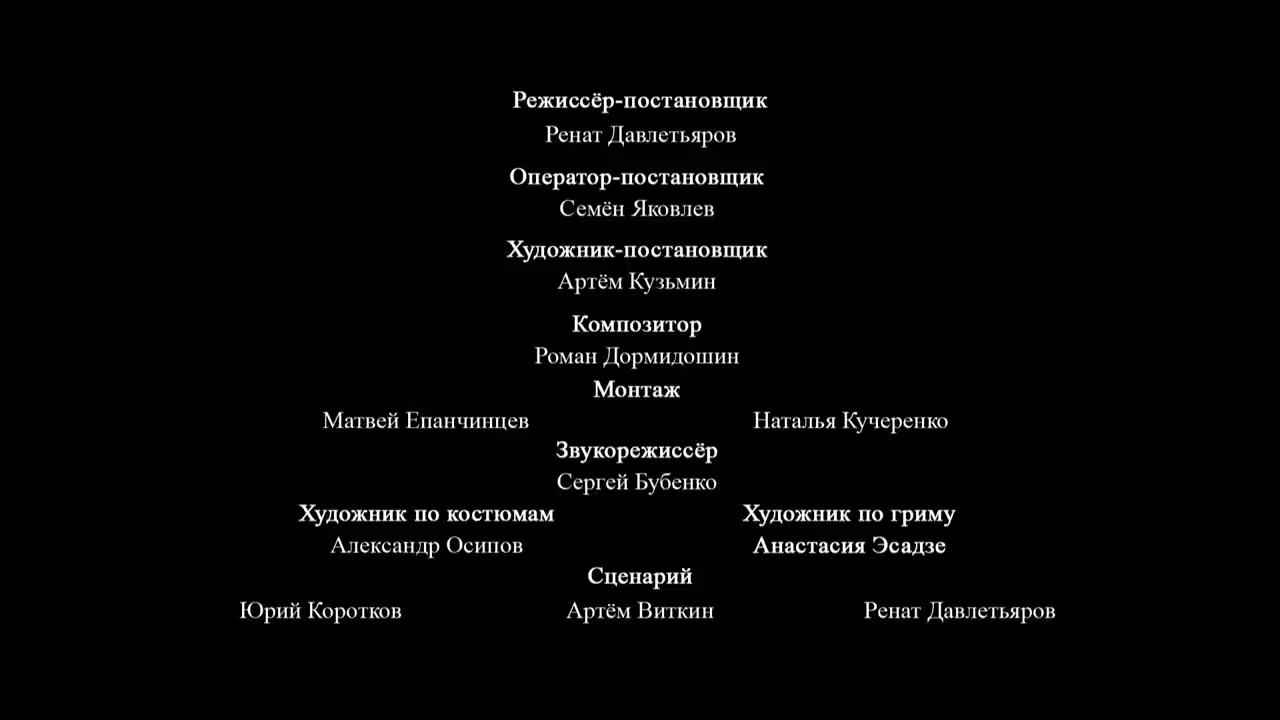 Режиссёр-постановщик
Ренат Давлетьяров
Оператор-постановщик
Семён Яковлев
Художник-постановщик
Артём Кузьмин
Композитор
Роман Дормидошин
Монтаж
Матвей Епанчинцев Наталья Кучеренко
Звукорежиссёр
Сергей Бубенко
Художник по костюмам Художник по гриму
Александр Осипов Анастасия Эсадзе
Сценарий
Юрий Коротков Артём Виткин Ренат Давлетьяров